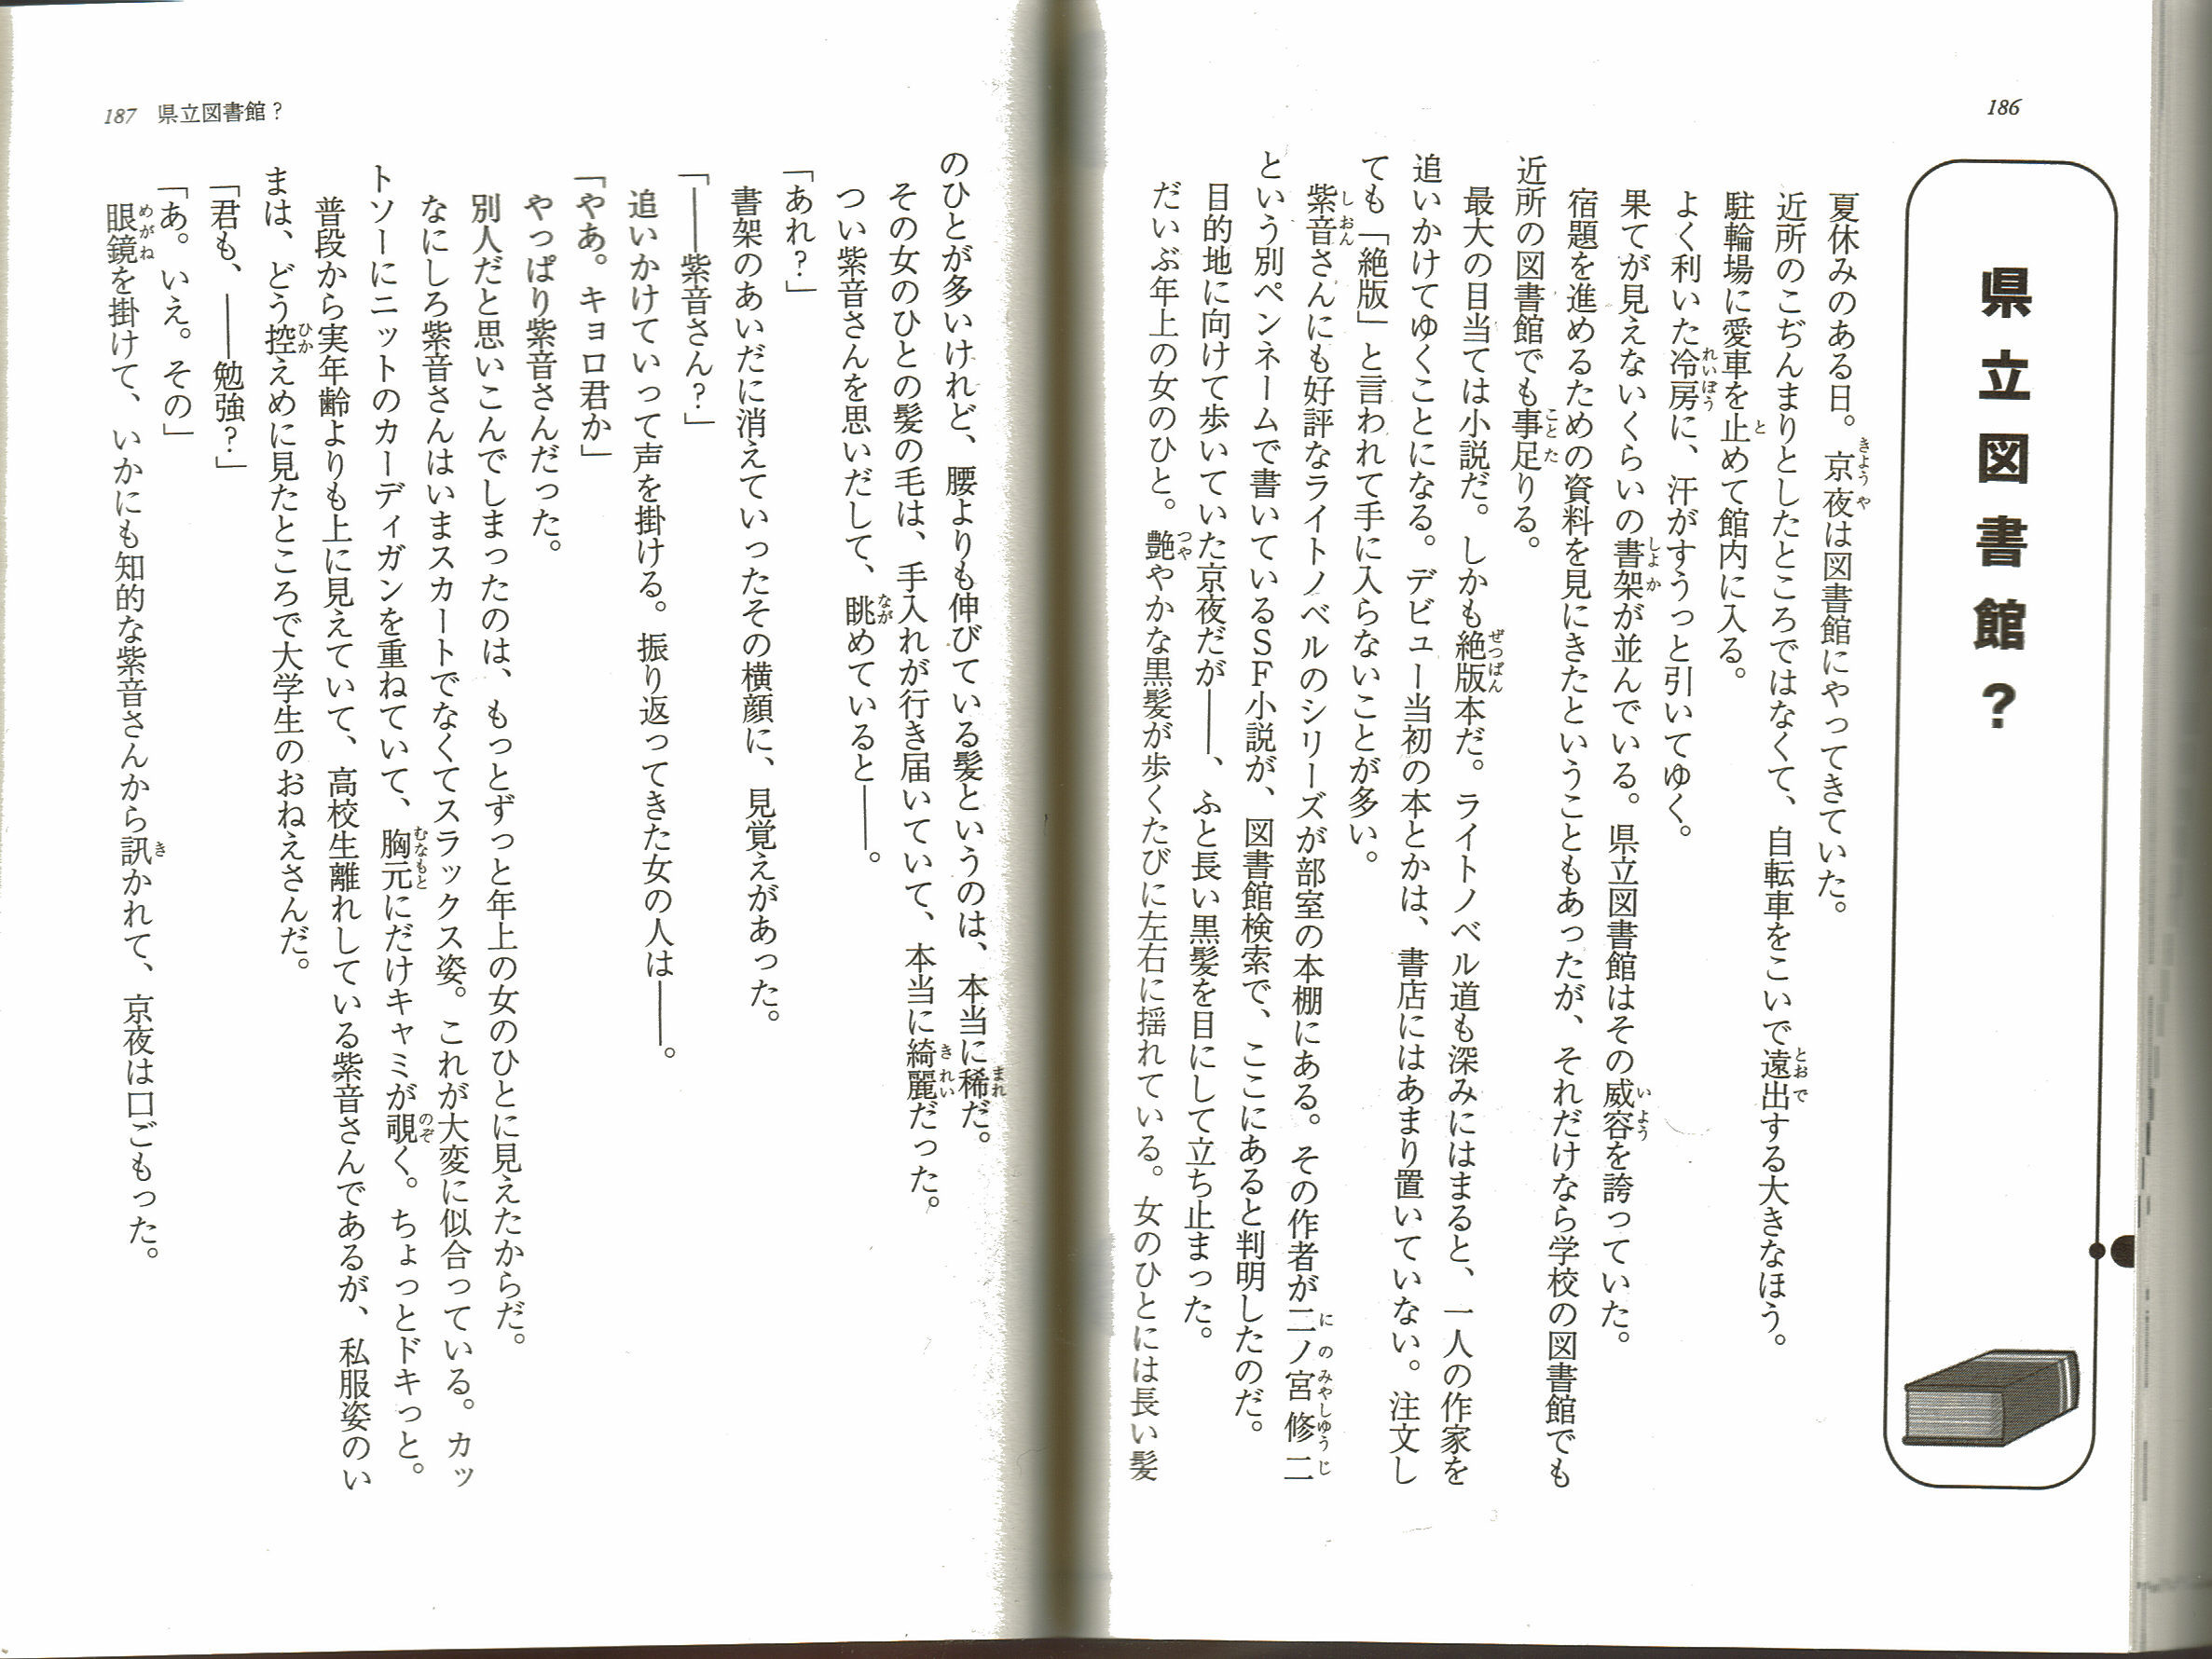 186
県立図書館？
夏休みのある日。京夜は図書館にやってきていた。
近所のこぢんまりとしたところではなくて、自転車をこいで遠出する大きなほう。
駐輪場に愛車を止めて館内に入る。
よく利いた冷房に、汗がすうっと引いてゆく。
果てが見えないくらいの書架が並んでいる。県立図書館はその威容を誇っていた。
宿題を進めるための資料を見にきたということもあったが、それだけなら学校の図書館でも
近所の図書館でも事足りる。
最大の目当ては小説だ。しかも絶版本だ。ライトノベル道も深みにはまると、一人の作家を
追いかけてゆくことになる。デビュー当初の本とかは、書店にはあまり置いていない。注文し
ても「絶版」と言われて手に入らないことが多い。
紫音さんにも好評なライトノベルのシリーズが部室の本棚にある。その作者が二ノ宮修二
という別ペンネームで書いているＳＦ小説が、図書館検索で、ここにあると判明したのだ。
目的地に向けて歩いていた京夜だが――、ふと長い黒髪を目にして立ち止まった。
だいぶ年上の女のひと。艶やかな黒髪が歩くたびに左右に揺れている。女のひとには長い髪
187 県立図書館？
のひとが多いけれど、腰よりも伸びている髪というのは、本当に稀だ。
その女のひとの髪の毛は、手入れが行き届いていて、本当に綺麗だった。
つい紫音さんを思いだして、眺めていると――。
「あれ？」
書架のあいだに消えていったその横顔に、見覚えがあった。
「――紫音さん？」
追いかけていって声を掛ける。振り返ってきた女の人は――。
「やあ。キョロ君か」
やっぱり紫音さんだった。
別人だと思いこんでしまったのは、もっとずっと年上の女のひとに見えたからだ。
なにしろ紫音さんはいまスカートでなくてスラックス姿。これが大変に似合っている。カッ
トソーにニットのカーディガンを重ねていて、胸元にだけキャミが覗く。ちょっとドキっと。
普段から実年齢よりも上に見えていて、高校生離れしている紫音さんであるが、私服姿のい
まは、どう控えめに見たところで大学生のおねえさんだ。
「君も、――勉強？」
「あ。いえ。その」
眼鏡を掛けて、いかにも知的な紫音さんから訊かれて、京夜は口ごもった。